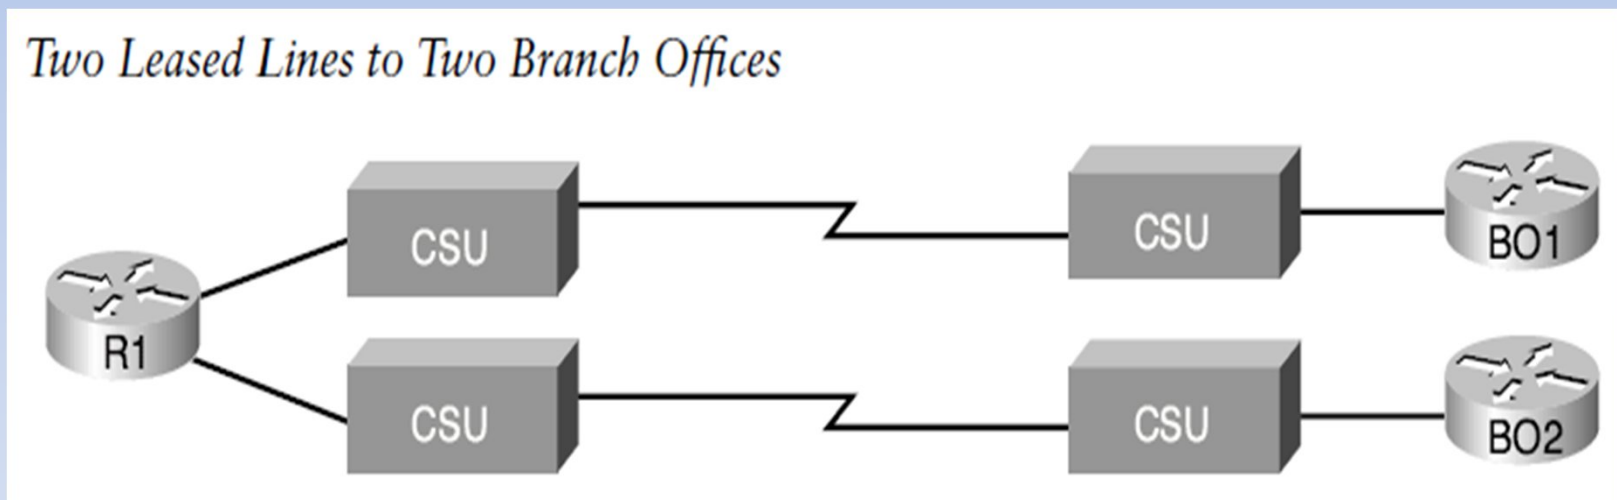 Two Leased Lines to Two Branch Offices
CSU
CSU
BO1
R1
CSU
CSU
BO2